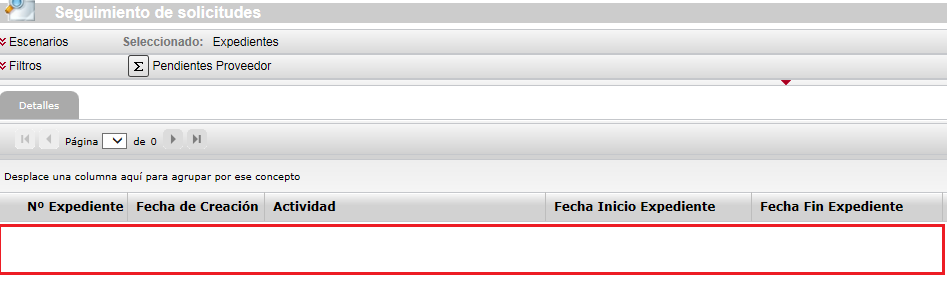 Seguimiento de solicitudes
Escenarios Seleccionado: Expedientes
Filtros Σ Pendientes Proveedor
Detalles
Página de 0
Desplace una columna aquí para agrupar por ese concepto
Nº Expediente Fecha de Creación Actividad Fecha Inicio Expediente Fecha Fin Expediente